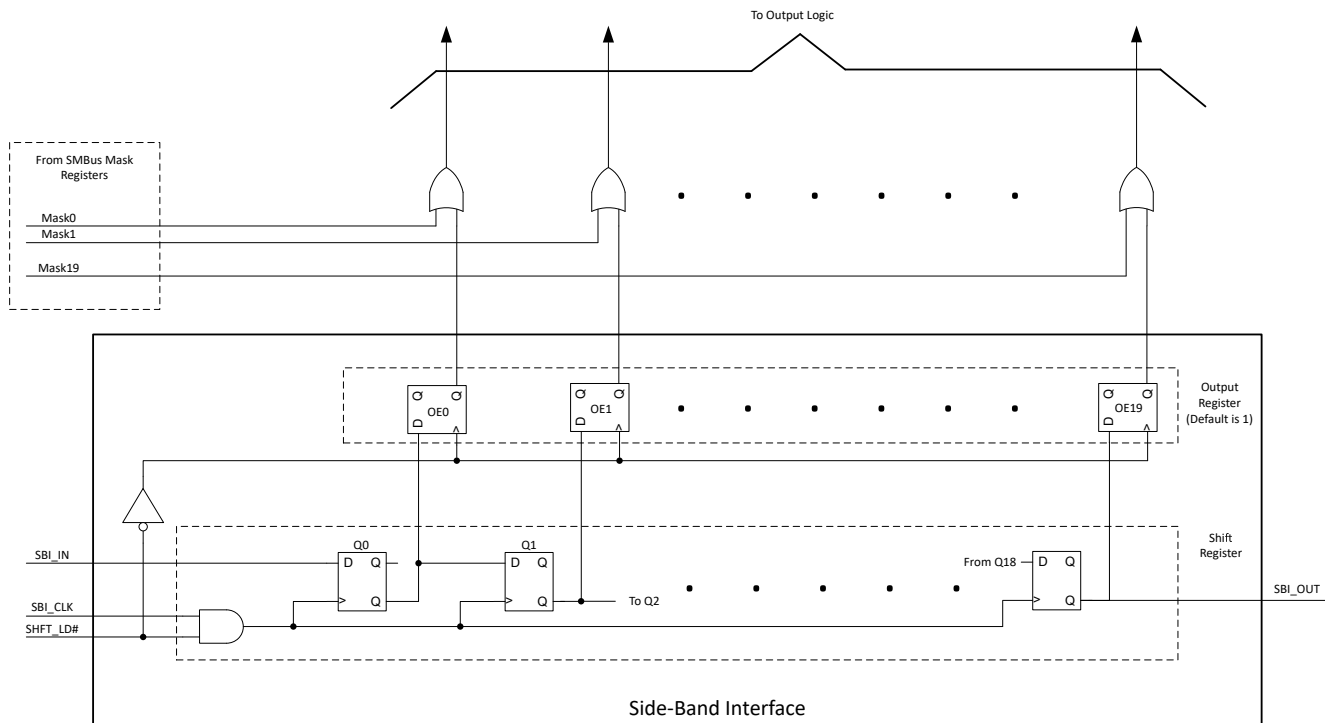 To Output Logic
From SMBus Mask
Registers
Mask0
Mask1
Mask19
Q Q
OE0
D >
Q Q
OE1
D >
Q Q
OE19
D >
Output
Register
(Default is 1)
Shift
Register
Q0
D Q
> Q
Q1
D Q
> Q
To Q2
From Q18
D Q
> Q
SBI_IN
SBI_CLK
SHFT_LD#
SBI_OUT
Side-Band Interface